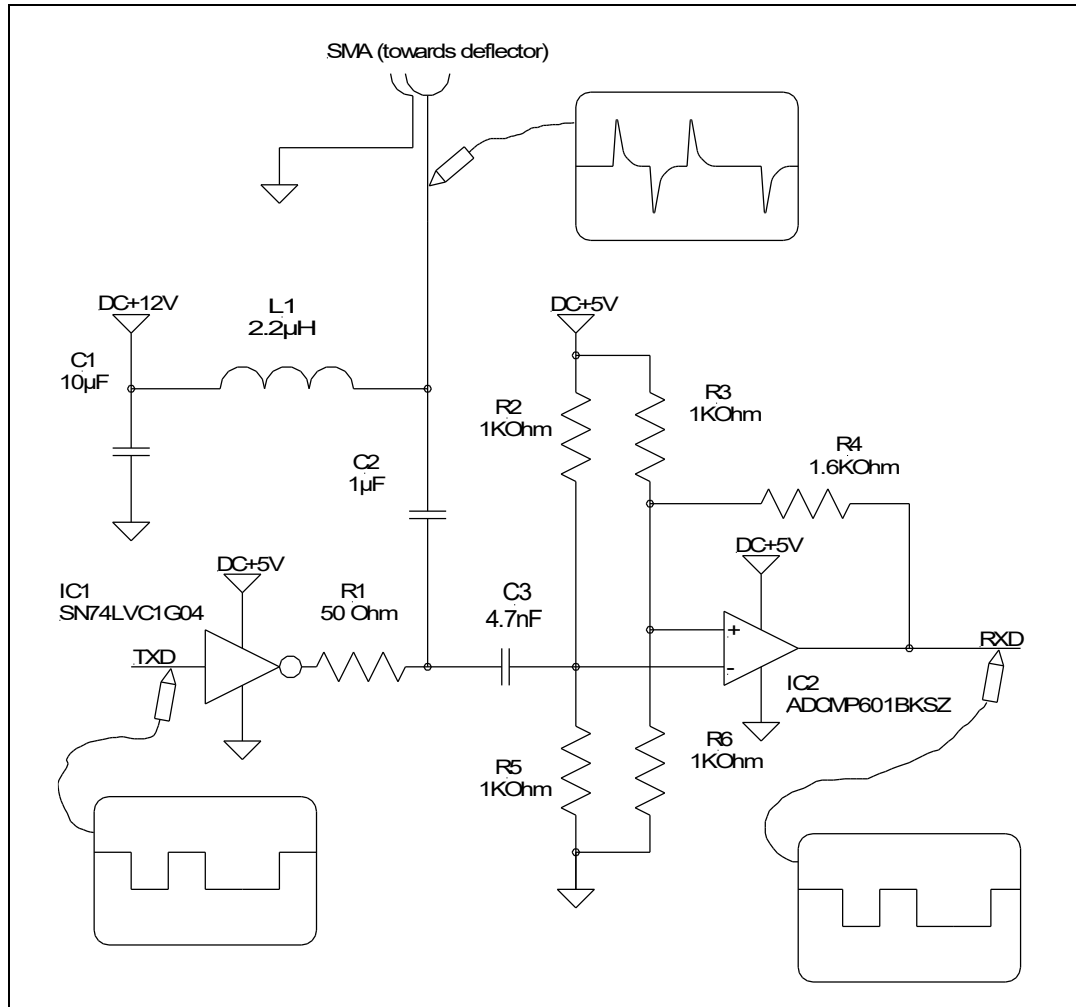 SMA (towards deflector)
DC+12V
L1
2.2µH
C1
10µF
DC+5V
R2
1KOhm
R3
1KOhm
R4
1.6KOhm
C2
1µF
DC+5V
IC1
SN74LVC1G04
DC+5V
R1
50 Ohm
C3
4.7nF
TXD
+
-
RXD
IC2
ADCMP601BKSZ
R5
1KOhm
R6
1KOhm